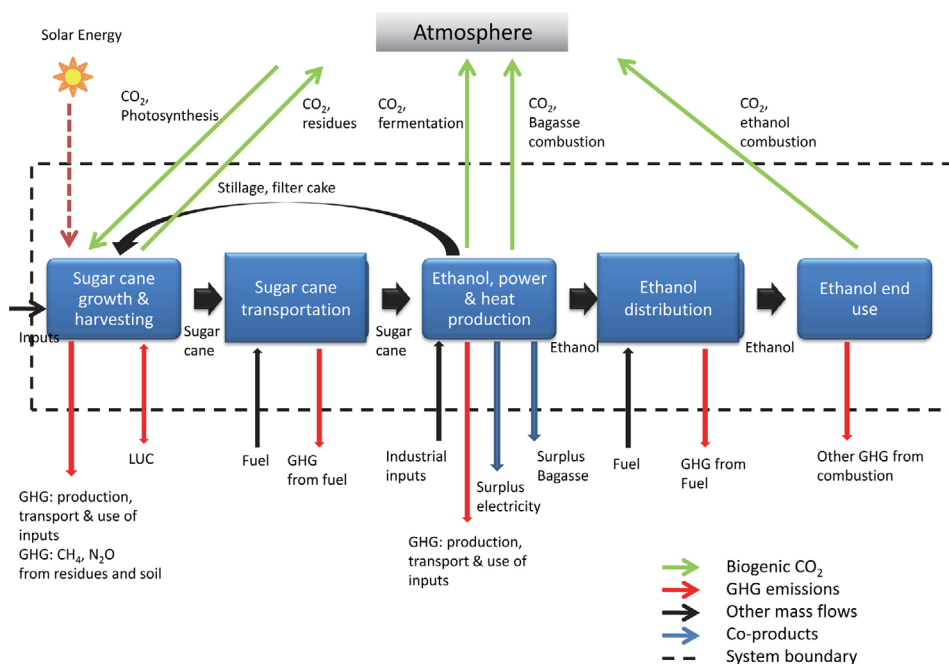 Solar Energy
Atmosphere
CO₂,
Photosynthesis
CO₂,
residues
CO₂,
fermentation
CO₂,
Bagasse
combustion
CO₂,
ethanol
combustion
Stillage, filter cake
Sugar cane
growth &
harvesting
Sugar cane
transportation
Ethanol, power
& heat
production
Ethanol
distribution
Ethanol end
use
Inputs
Sugar
cane
Sugar
cane
Ethanol
Ethanol
LUC
Fuel
GHG
from fuel
Industrial
inputs
Surplus
electricity
Surplus
Bagasse
Fuel
GHG from
Fuel
Other GHG from
combustion
GHG: production,
transport & use of
inputs
GHG: CH₄, N₂O
from residues and soil
GHG: production,
transport & use of
inputs
Biogenic CO₂
GHG emissions
Other mass flows
Co-products
System boundary